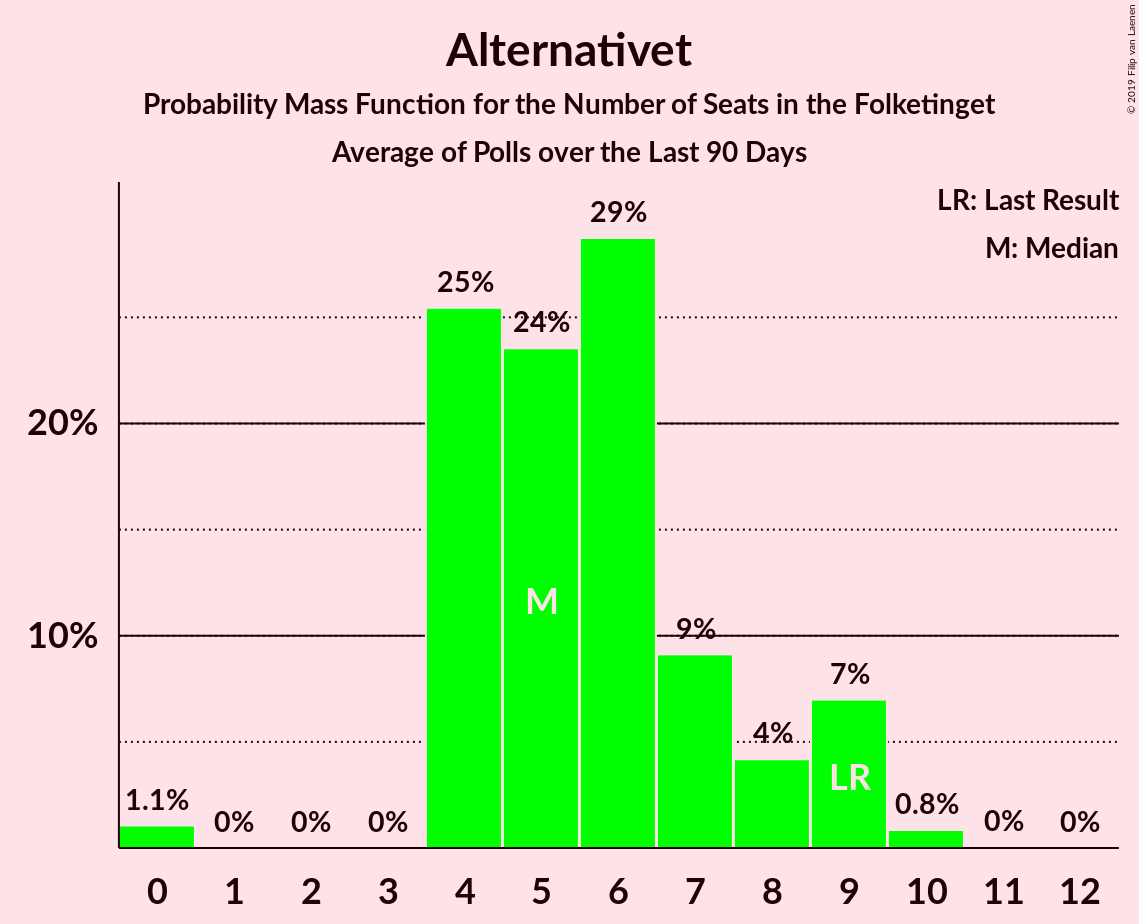 Alternativet
Probability Mass Function for the Number of Seats in the Folketinget
Average of Polls over the Last 90 Days
© 2019 Filip van Laenen
LR: Last Result
M: Median
29%
25%
24%
20%
M
10%
9%
7%
4%
LR
1.1%
0%
0%
0%
0.8%
0%
0%
0 1 2 3 4 5 6 7 8 9 10 11 12